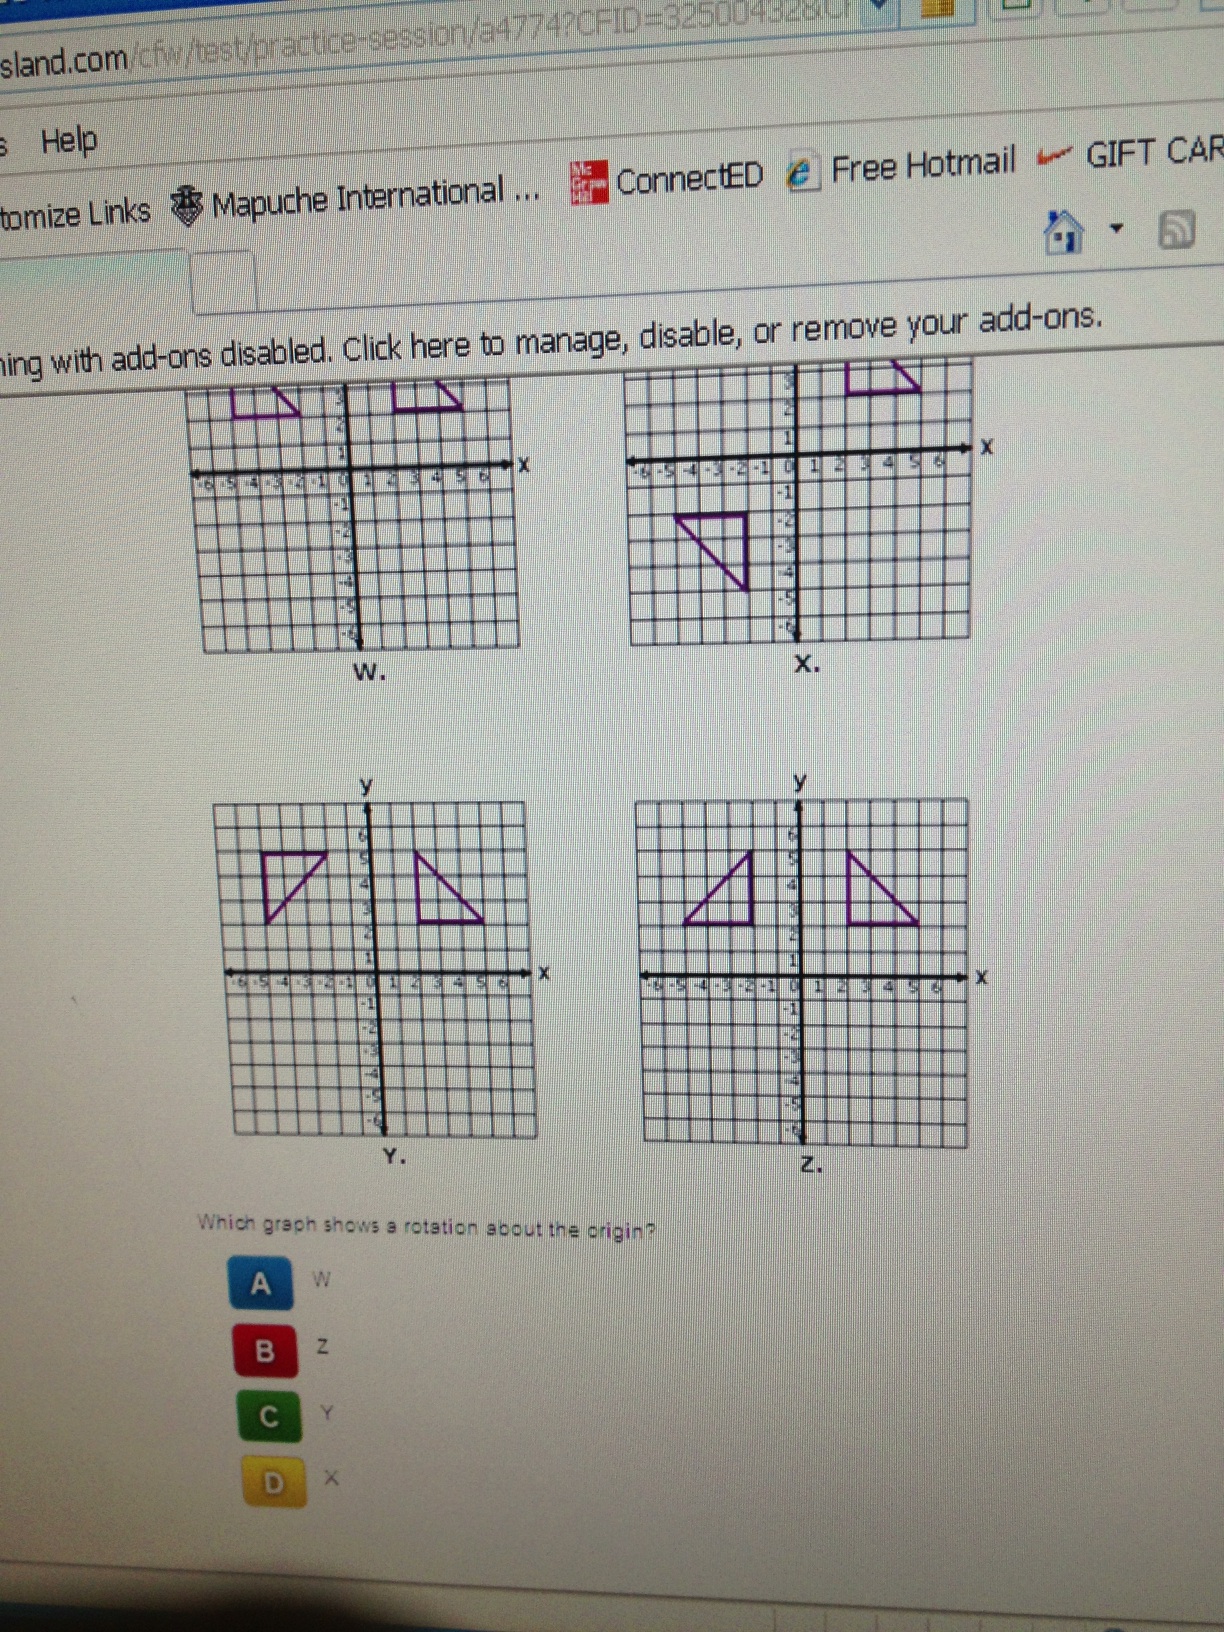 sland.com/cfw/test/practice-session/a4774?CFID=32500432&CF
s Help
tomize Links Mapuche International ... Mc Graw Hill ConnectED Free Hotmail GIFT CAR
ning with add-ons disabled. Click here to manage, disable, or remove your add-ons.
3
2
1
-6 -5 -4 -3 -2 -1 0 1 2 3 4 5 6 x
-1
-2
-3
-4
-5
-6
W.
3
2
1
-6 -5 -4 -3 -2 -1 0 1 2 3 4 5 6 x
-1
-2
-3
-4
-5
-6
X.
y
6
5
4
3
2
1
-6 -5 -4 -3 -2 -1 0 1 2 3 4 5 6 x
-1
-2
-3
-4
-5
-6
Y.
y
6
5
4
3
2
1
-6 -5 -4 -3 -2 -1 0 1 2 3 4 5 6 x
-1
-2
-3
-4
-5
-6
Z.
Which graph shows a rotation about the origin?
A W
B Z
C Y
D X